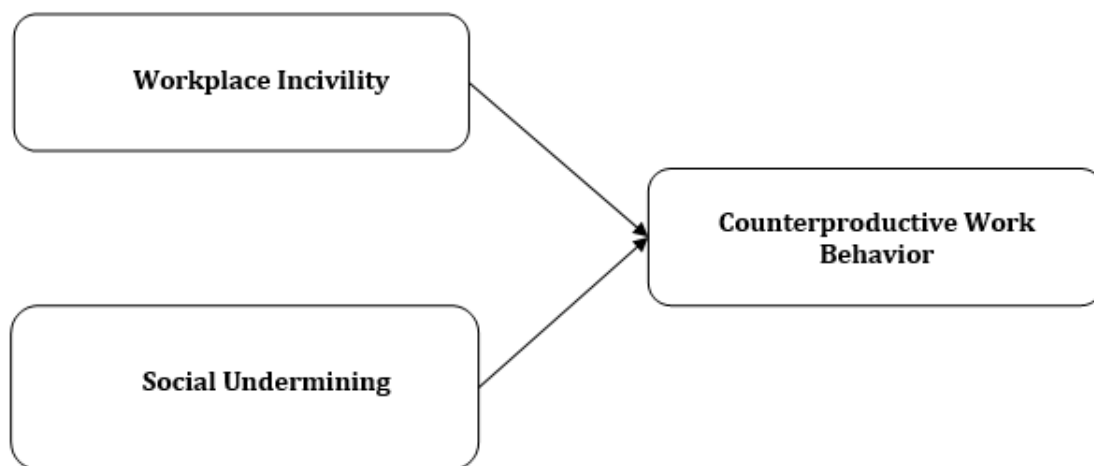 Workplace Incivility
Counterproductive Work
Behavior
Social Undermining